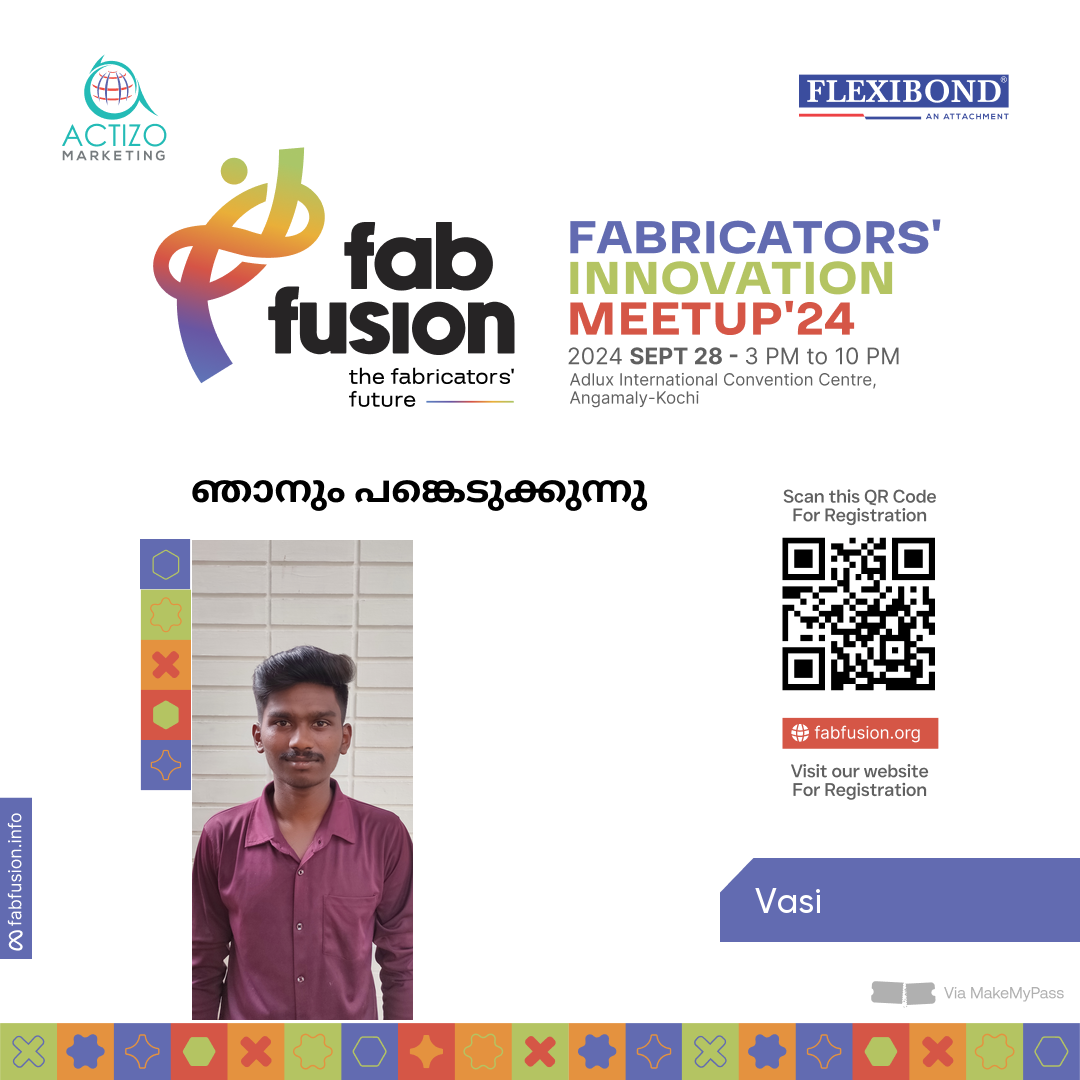 ACTIZO
MARKETING
FLEXIBOND®
AN ATTACHMENT
fab
fusion
the fabricators'
future
FABRICATORS'
INNOVATION
MEETUP'24
2024 SEPT 28 - 3 PM to 10 PM
Adlux International Convention Centre,
Angamaly-Kochi
ഞാനും പങ്കെടുക്കുന്നു
Scan this QR Code
For Registration
fabfusion.org
Visit our website
For Registration
fabfusion.info
Vasi
Via MakeMyPass